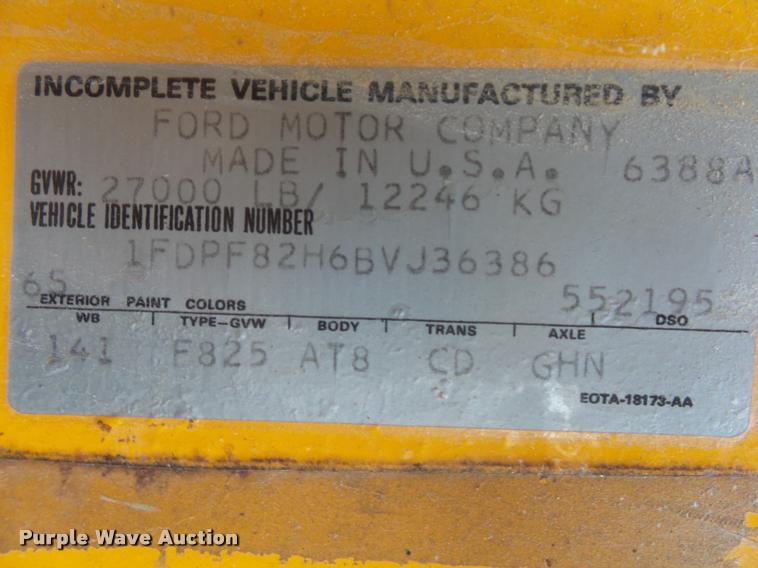 INCOMPLETE VEHICLE MANUFACTURED BY
FORD MOTOR COMPANY
MADE IN U.S.A. 6388A
GVWR: 27000 LB/ 12246 KG
VEHICLE IDENTIFICATION NUMBER
1FDPF82H6BVJ36386
6S 552195
EXTERIOR PAINT COLORS DSO
WB TYPE-GVW BODY TRANS AXLE
141 F825 AT8 CD GHN
EOTA-18173-AA
Purple Wave Auction